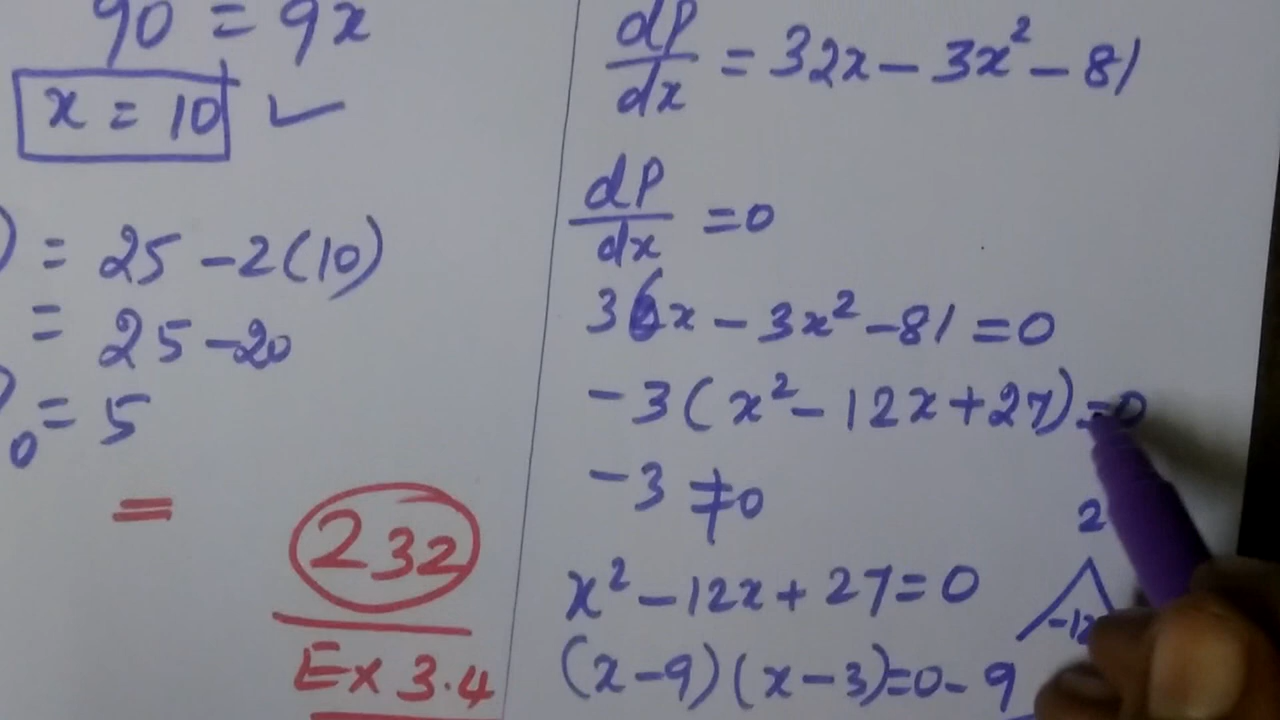 90 = 9x
x = 10 ✓
) = 25 - 2(10)
= 25 - 20
0 = 5
=
232
Ex 3.4
dP/dx = 32x - 3x² - 81
dP/dx = 0
36x - 3x² - 81 = 0
-3(x² - 12x + 27) = 0
-3 ≠ 0
2
x² - 12x + 27 = 0
-12
(x - 9)(x - 3) = 0 - 9